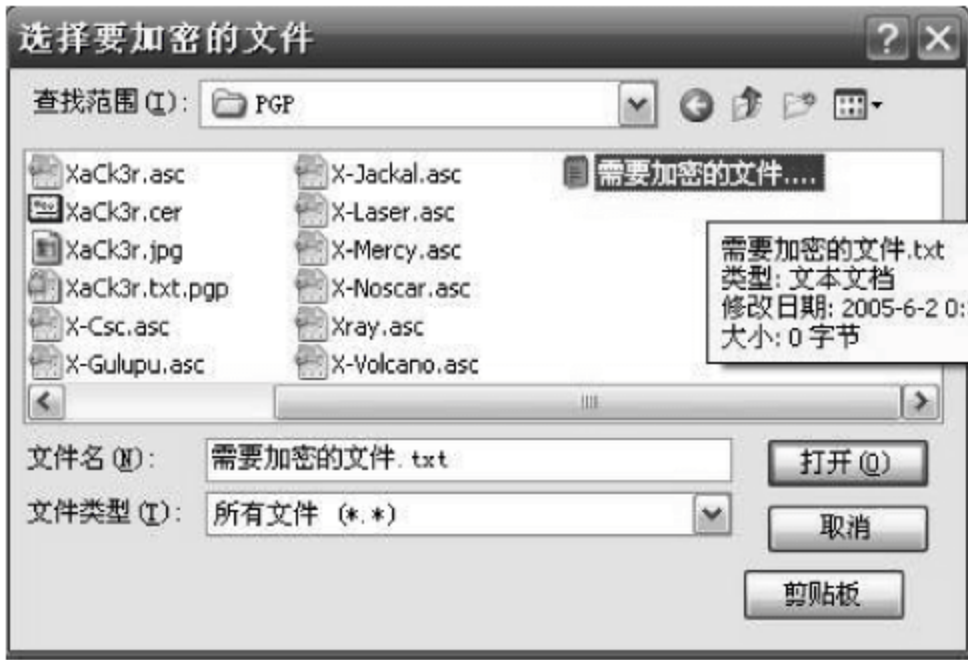 选择要加密的文件
查找范围(I): PGP
XaCk3r.asc
XaCk3r.cer
XaCk3r.jpg
XaCk3r.txt.pgp
X-Csc.asc
X-Gulupu.asc
X-Jackal.asc
X-Laser.asc
X-Mercy.asc
X-Noscar.asc
Xray.asc
X-Volcano.asc
需要加密的文件....
需要加密的文件.txt
类型: 文本文档
修改日期: 2005-6-2 0:
大小: 0 字节
文件名(N): 需要加密的文件.txt
打开(O)
文件类型(T): 所有文件 (*.*)
取消
剪贴板